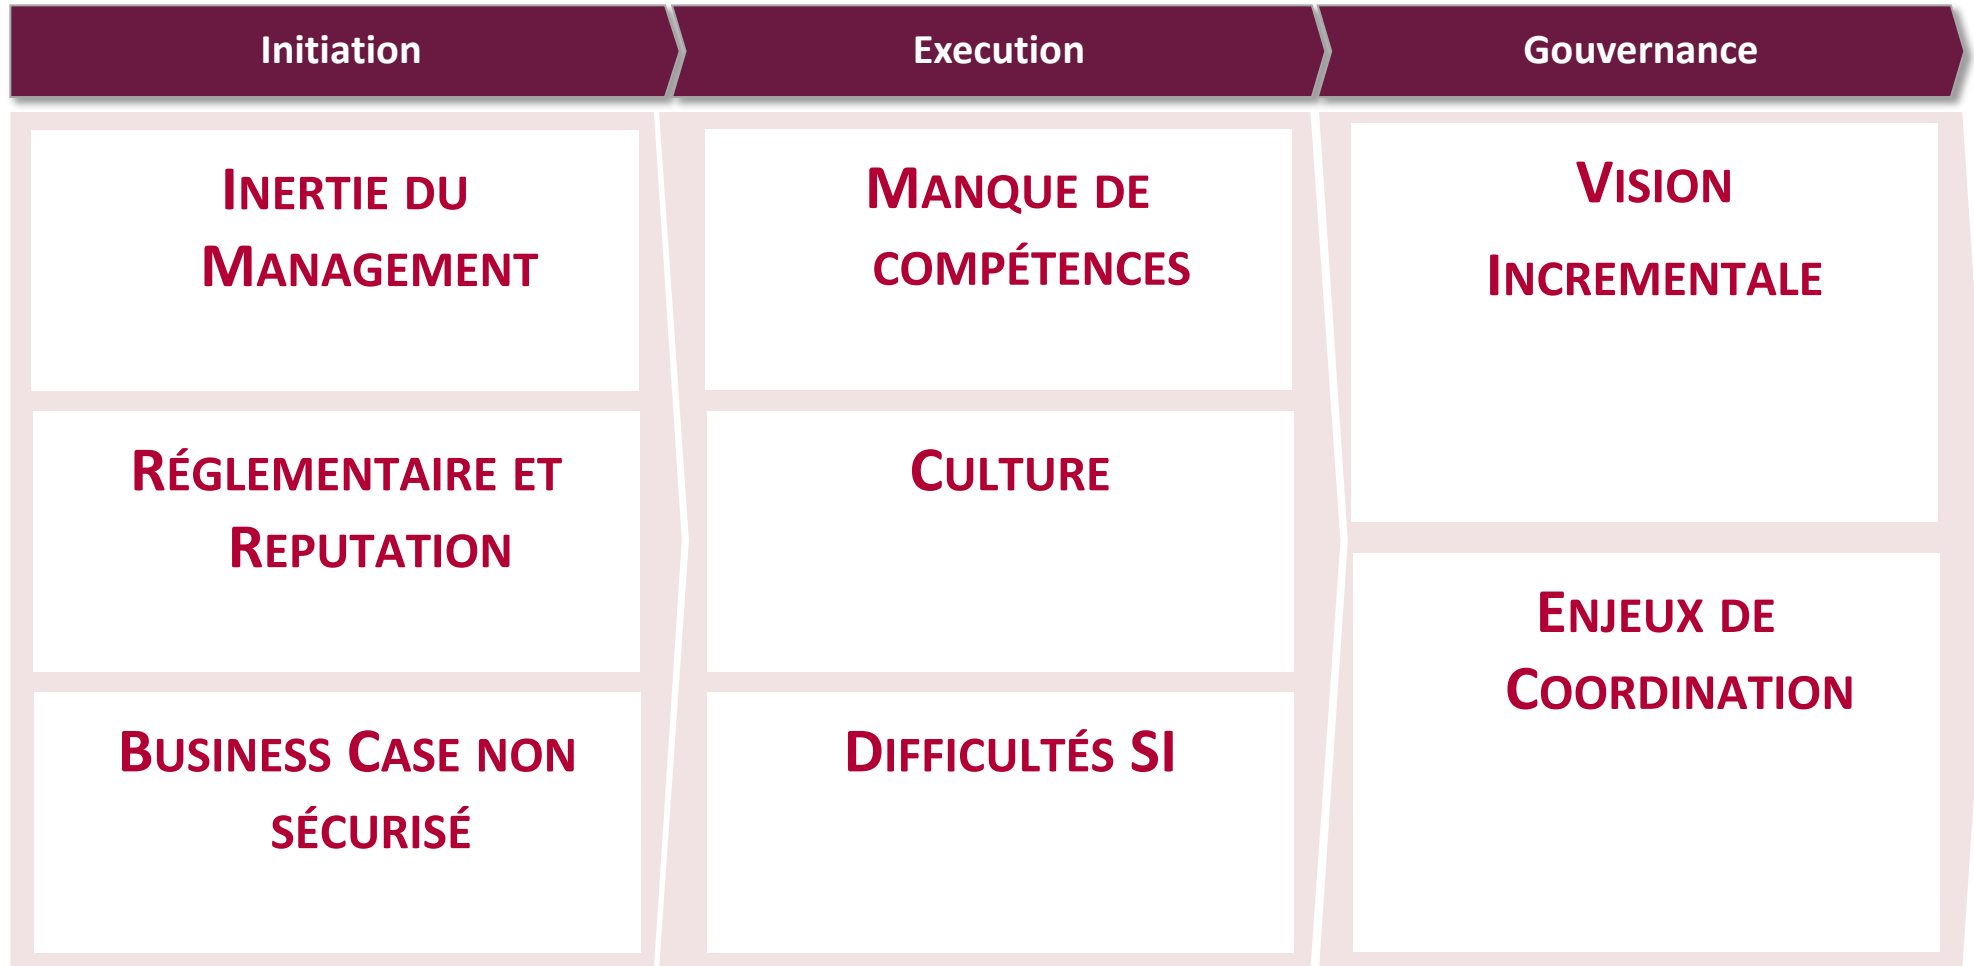 Initiation
Execution
Gouvernance
INERTIE DU
MANAGEMENT
RÉGLEMENTAIRE ET
REPUTATION
BUSINESS CASE NON
SÉCURISÉ
MANQUE DE
COMPÉTENCES
CULTURE
DIFFICULTÉS SI
VISION
INCREMENTALE
ENJEUX DE
COORDINATION